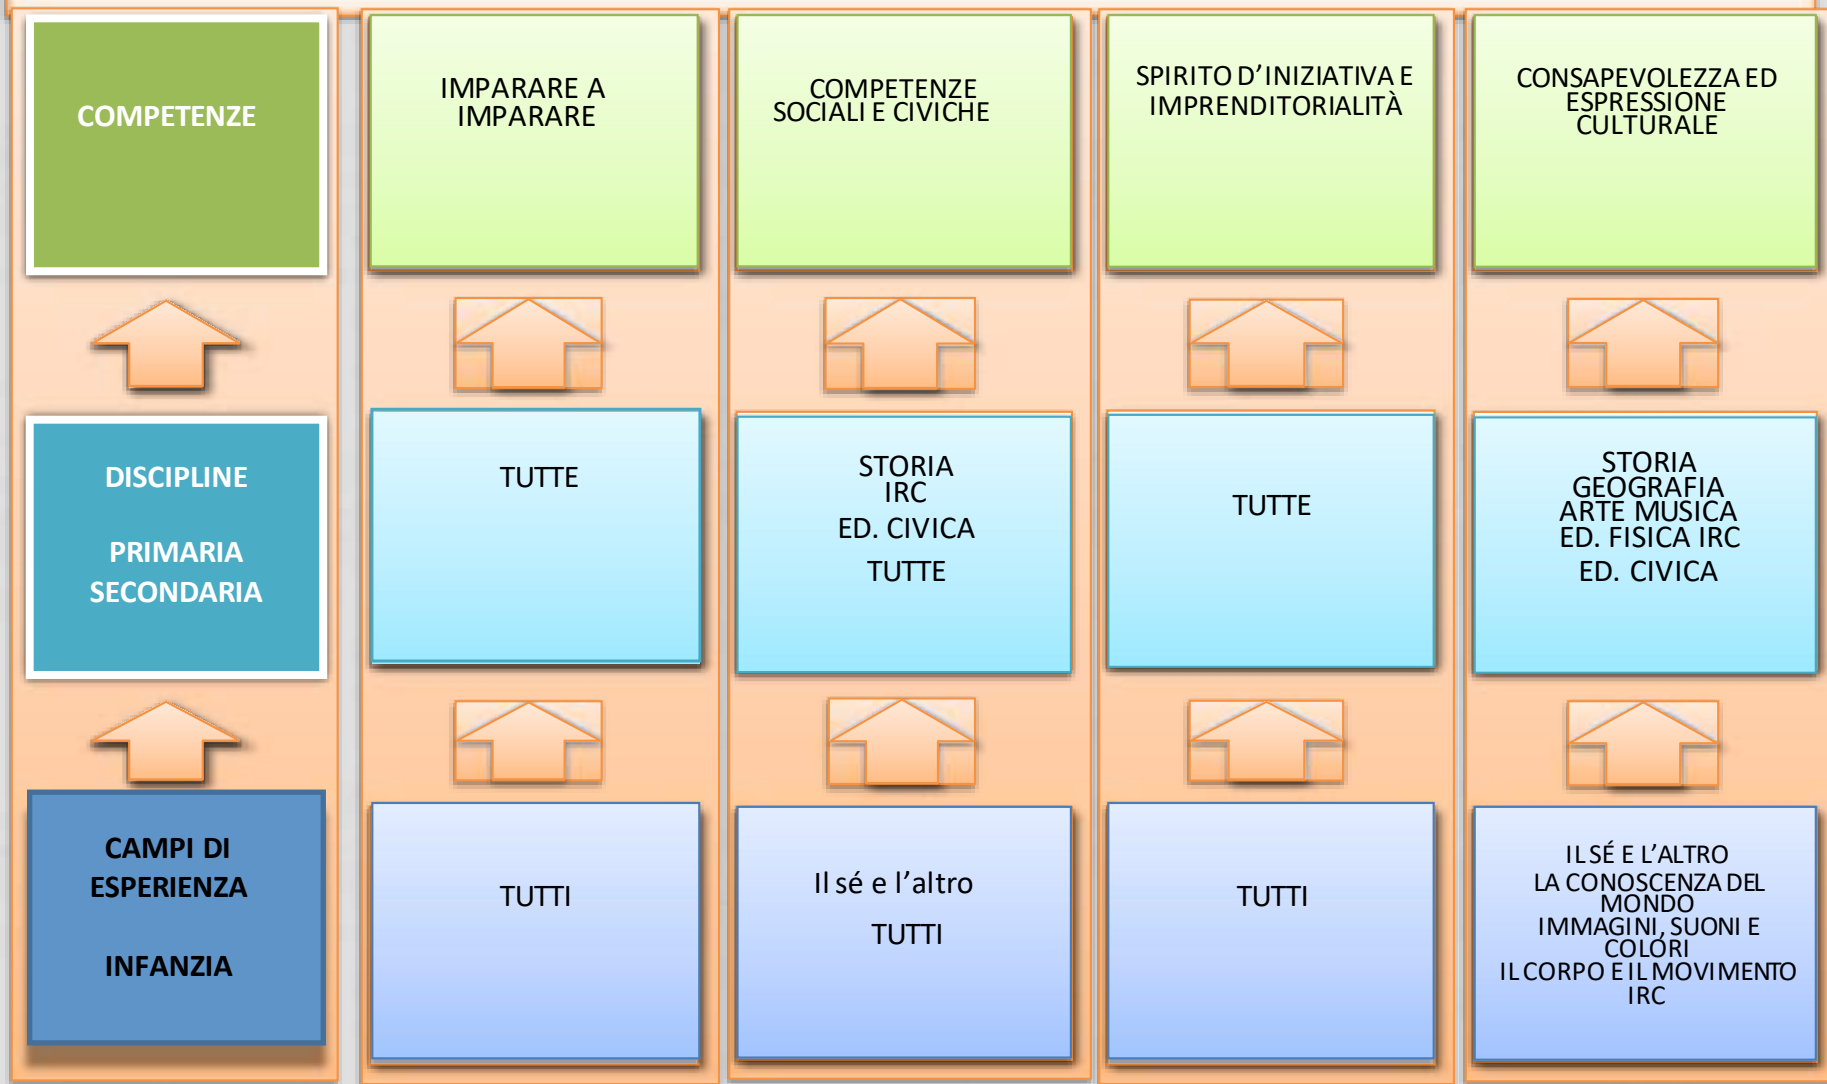 COMPETENZE
IMPARARE A
IMPARARE
COMPETENZE
SOCIALI E CIVICHE
SPIRITO D’INIZIATIVA E
IMPRENDITORIALITÀ
CONSAPEVOLEZZA ED
ESPRESSIONE
CULTURALE
DISCIPLINE
PRIMARIA
SECONDARIA
TUTTE
STORIA
IRC
ED. CIVICA
TUTTE
TUTTE
STORIA
GEOGRAFIA
ARTE MUSICA
ED. FISICA IRC
ED. CIVICA
CAMPI DI
ESPERIENZA
INFANZIA
TUTTI
Il sé e l’altro
TUTTI
TUTTI
IL SÉ E L’ALTRO
LA CONOSCENZA DEL
MONDO
IMMAGINI, SUONI E
COLORI
IL CORPO E IL MOVIMENTO
IRC